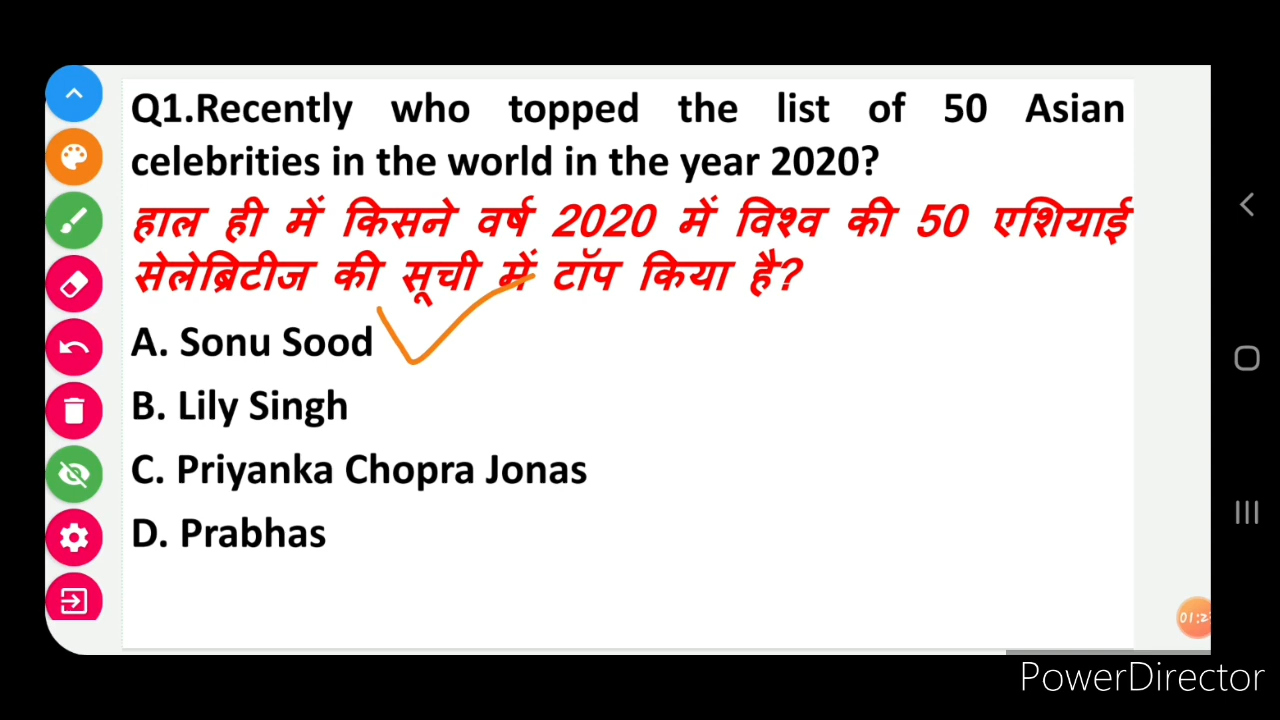 Q1.Recently who topped the list of 50 Asian
celebrities in the world in the year 2020?
हाल ही में किसने वर्ष 2020 में विश्व की 50 एशियाई
सेलेब्रिटीज की सूची में टॉप किया है?
A. Sonu Sood
B. Lily Singh
C. Priyanka Chopra Jonas
D. Prabhas
PowerDirector